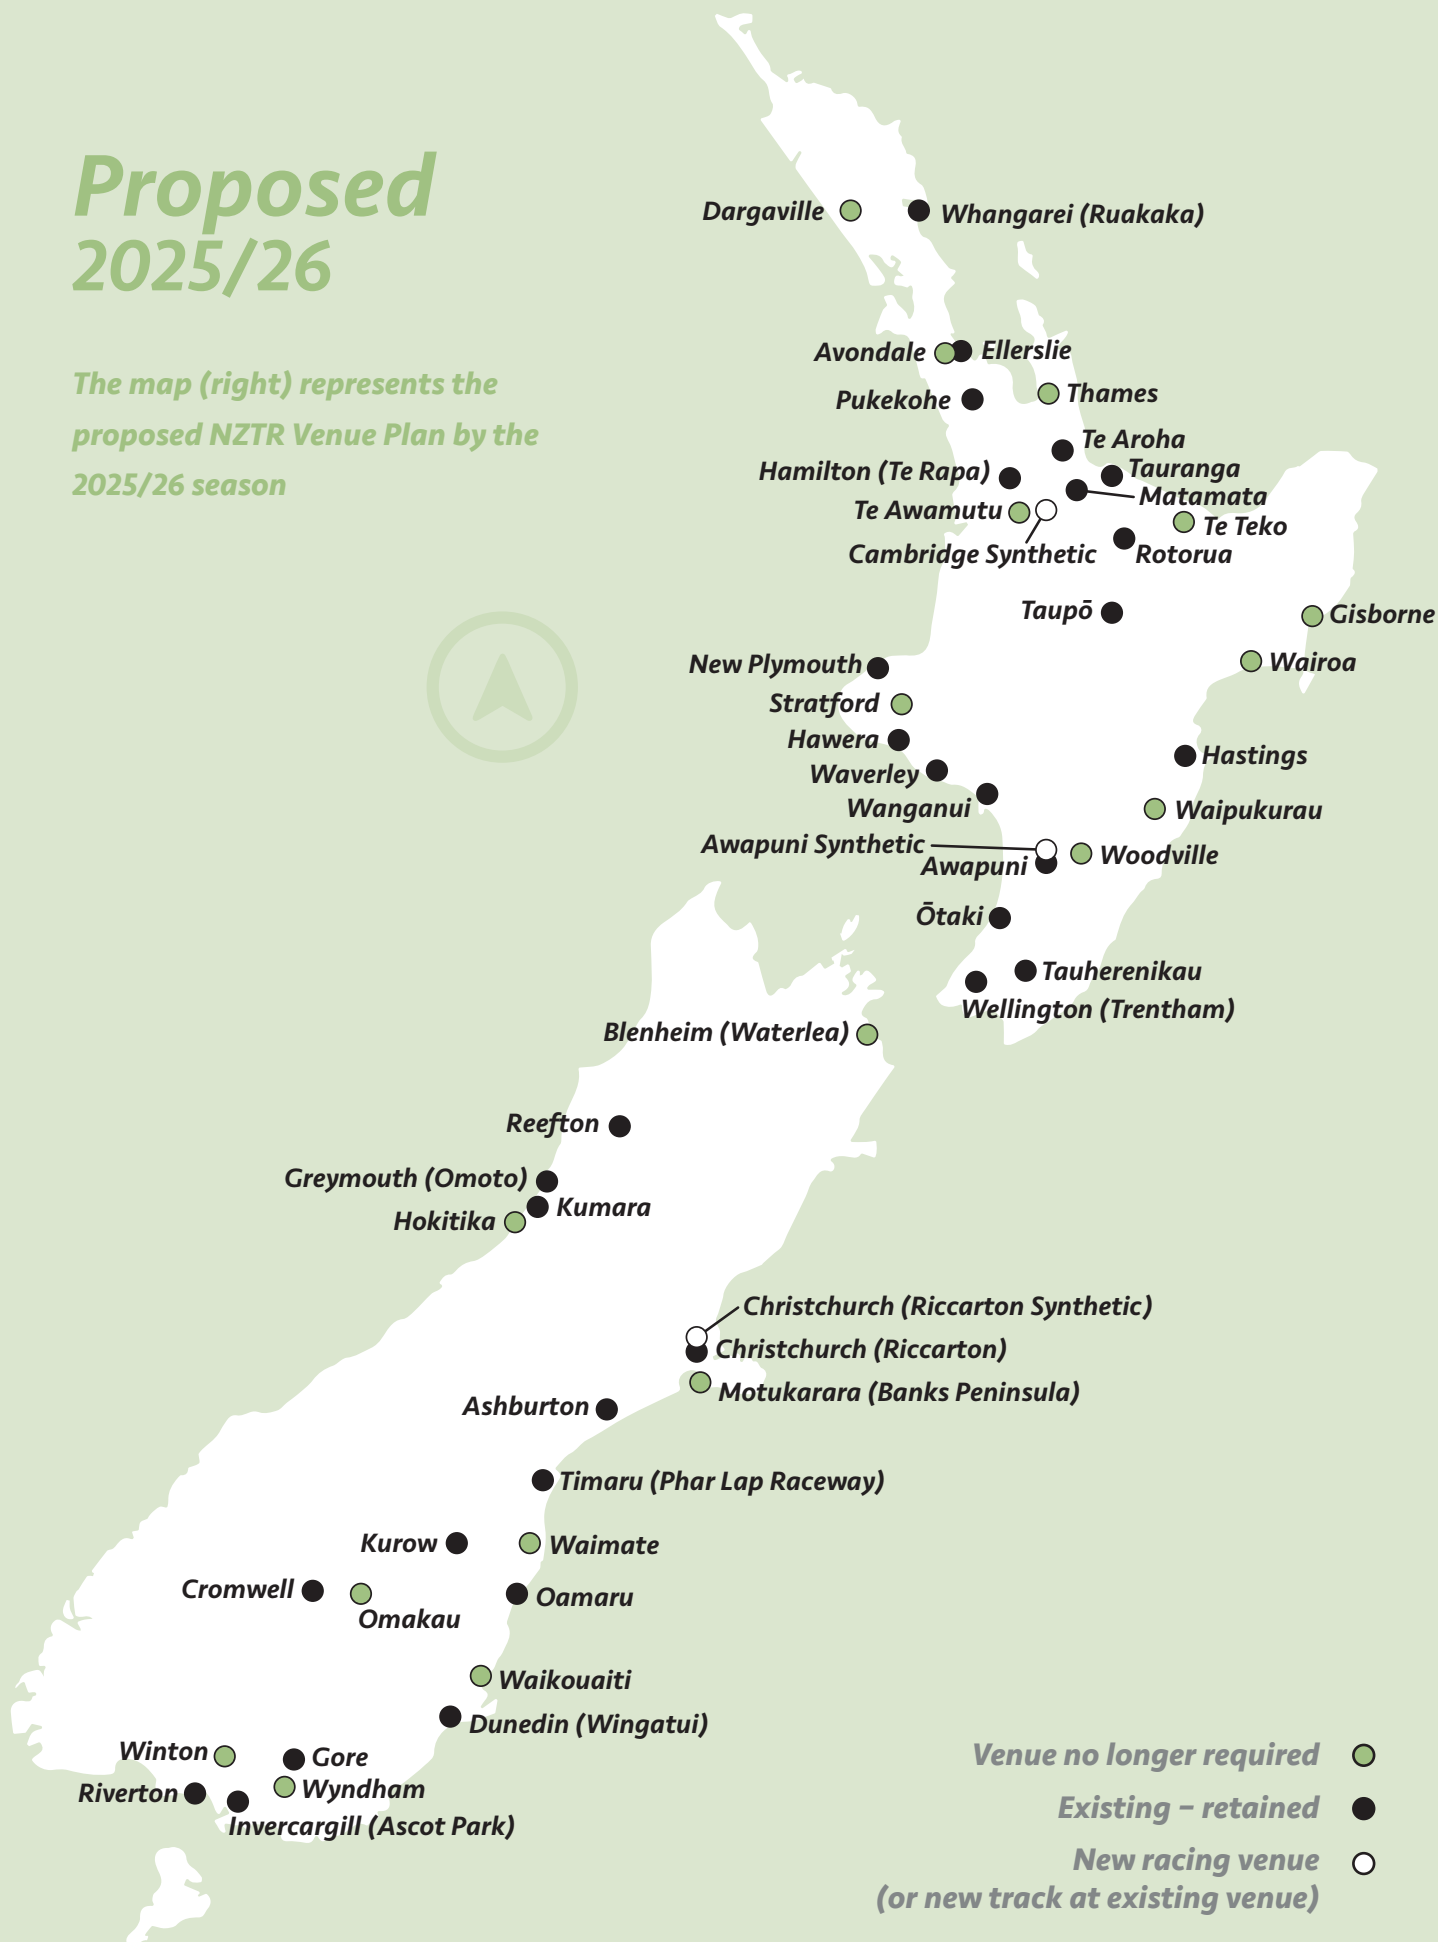 Proposed
2025/26
The map (right) represents the
proposed NZTR Venue Plan by the
2025/26 season
Dargaville
Whangarei (Ruakaka)
Avondale
Ellerslie
Pukekohe
Thames
Te Aroha
Hamilton (Te Rapa)
Tauranga
Matamata
Te Awamutu
Te Teko
Cambridge Synthetic
Rotorua
Taupō
Gisborne
New Plymouth
Wairoa
Stratford
Hawera
Hastings
Waverley
Wanganui
Waipukurau
Awapuni Synthetic
Woodville
Awapuni
Ōtaki
Tauherenikau
Wellington (Trentham)
Blenheim (Waterlea)
Reefton
Greymouth (Omoto)
Kumara
Hokitika
Christchurch (Riccarton Synthetic)
Christchurch (Riccarton)
Motukarara (Banks Peninsula)
Ashburton
Timaru (Phar Lap Raceway)
Kurow
Waimate
Cromwell
Oamaru
Omakau
Waikouaiti
Dunedin (Wingatui)
Winton
Gore
Riverton
Wyndham
Invercargill (Ascot Park)
Venue no longer required
Existing – retained
New racing venue
(or new track at existing venue)